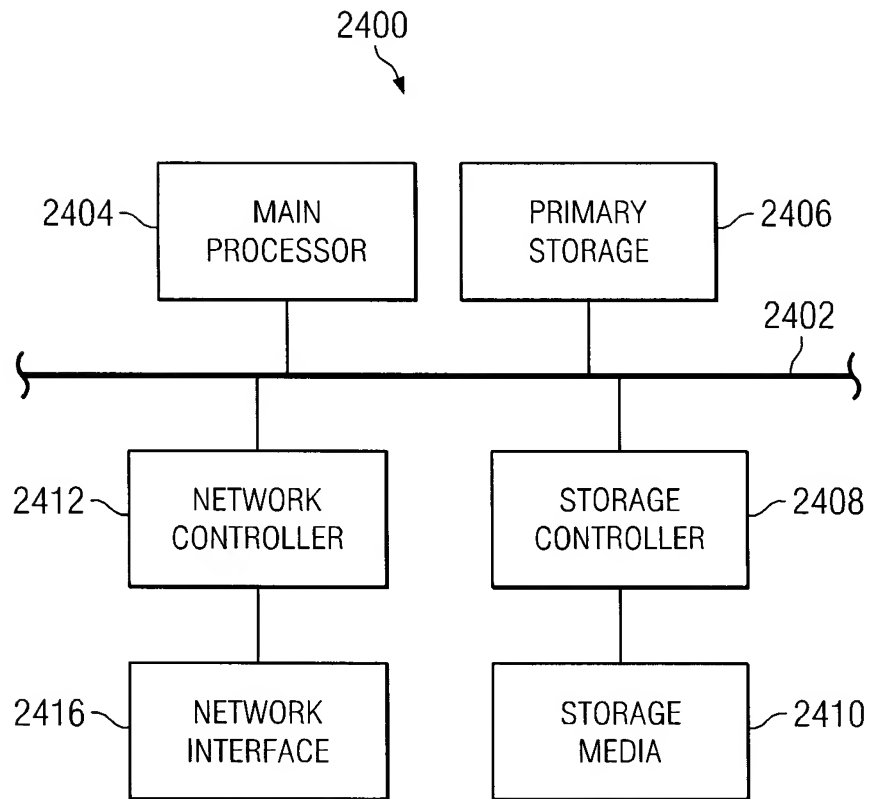 2400
2404
MAIN
PROCESSOR
PRIMARY
STORAGE
2406
2402
2412
NETWORK
CONTROLLER
STORAGE
CONTROLLER
2408
2416
NETWORK
INTERFACE
STORAGE
MEDIA
2410